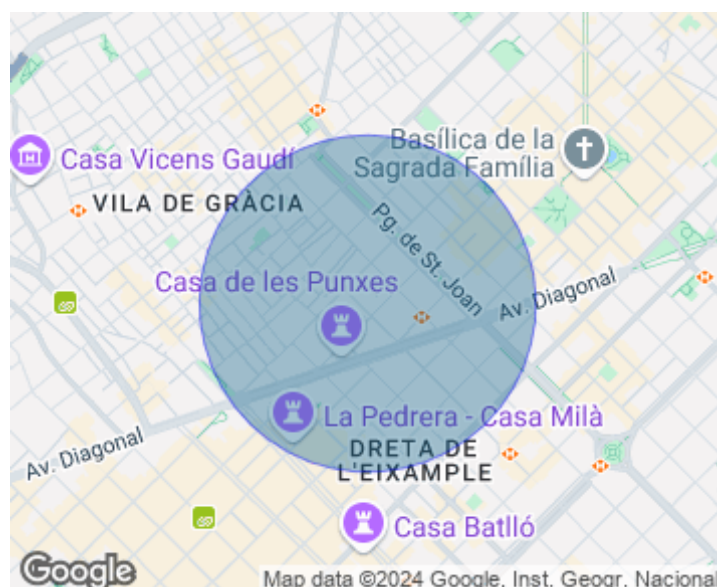 Basílica de la
Sagrada Família
Casa Vicens Gaudí
VILA DE GRÀCIA
Pg. de St. Joan
Casa de les Punxes
Av. Diagonal
La Pedrera - Casa Milà
Av. Diagonal
DRETA DE
L'EIXAMPLE
Casa Batlló
Google
Map data ©2024 Google, Inst. Geogr. Nacional